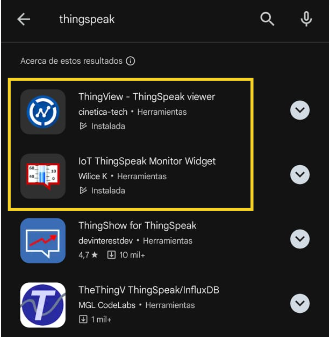 thingspeak
Acerca de estos resultados
ThingView - ThingSpeak viewer
cinetica-tech • Herramientas
Instalada
IoT ThingSpeak Monitor Widget
Wilice K • Herramientas
Instalada
ThingShow for ThingSpeak
devinterestdev • Herramientas
4,7 ★ 10 mil+
TheThingV ThingSpeak/InfluxDB
MGL CodeLabs • Herramientas
1 mil+